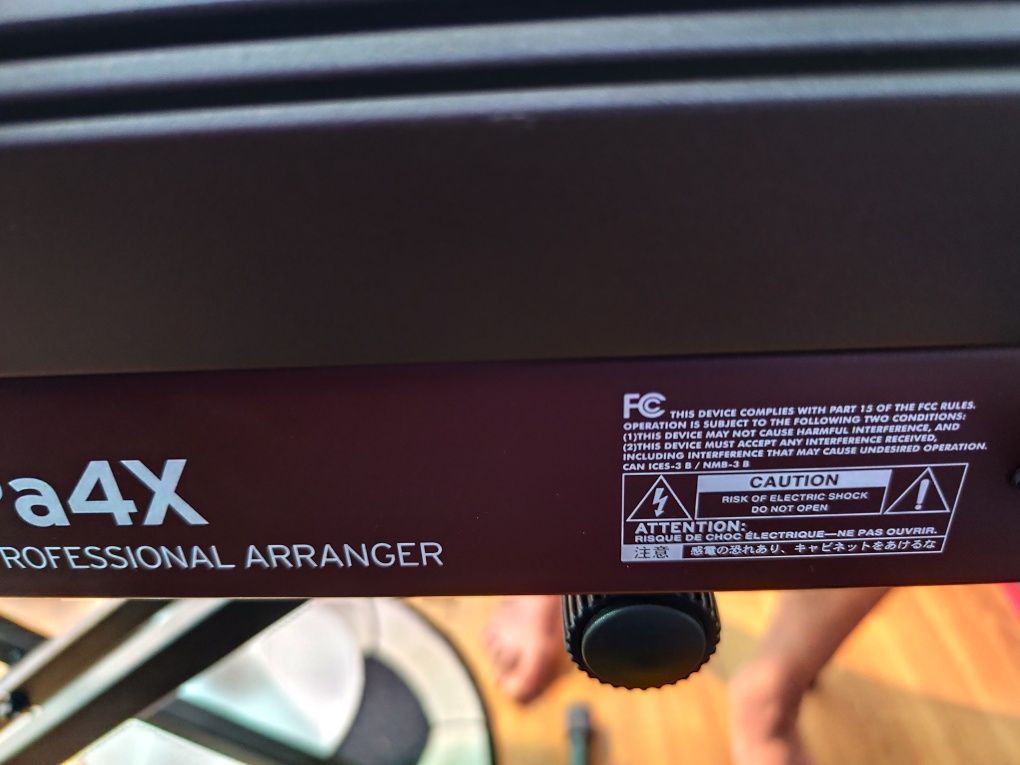 Pa4X
PROFESSIONAL ARRANGER
FC THIS DEVICE COMPLIES WITH PART 15 OF THE FCC RULES.
OPERATION IS SUBJECT TO THE FOLLOWING TWO CONDITIONS:
(1)THIS DEVICE MAY NOT CAUSE HARMFUL INTERFERENCE, AND
(2)THIS DEVICE MUST ACCEPT ANY INTERFERENCE RECEIVED,
INCLUDING INTERFERENCE THAT MAY CAUSE UNDESIRED OPERATION.
CAN ICES-3 B / NMB-3 B
CAUTION
RISK OF ELECTRIC SHOCK
DO NOT OPEN
ATTENTION:
RISQUE DE CHOC ÉLECTRIQUE—NE PAS OUVRIR.
注意 感電の恐れあり、キャビネットをあけるな